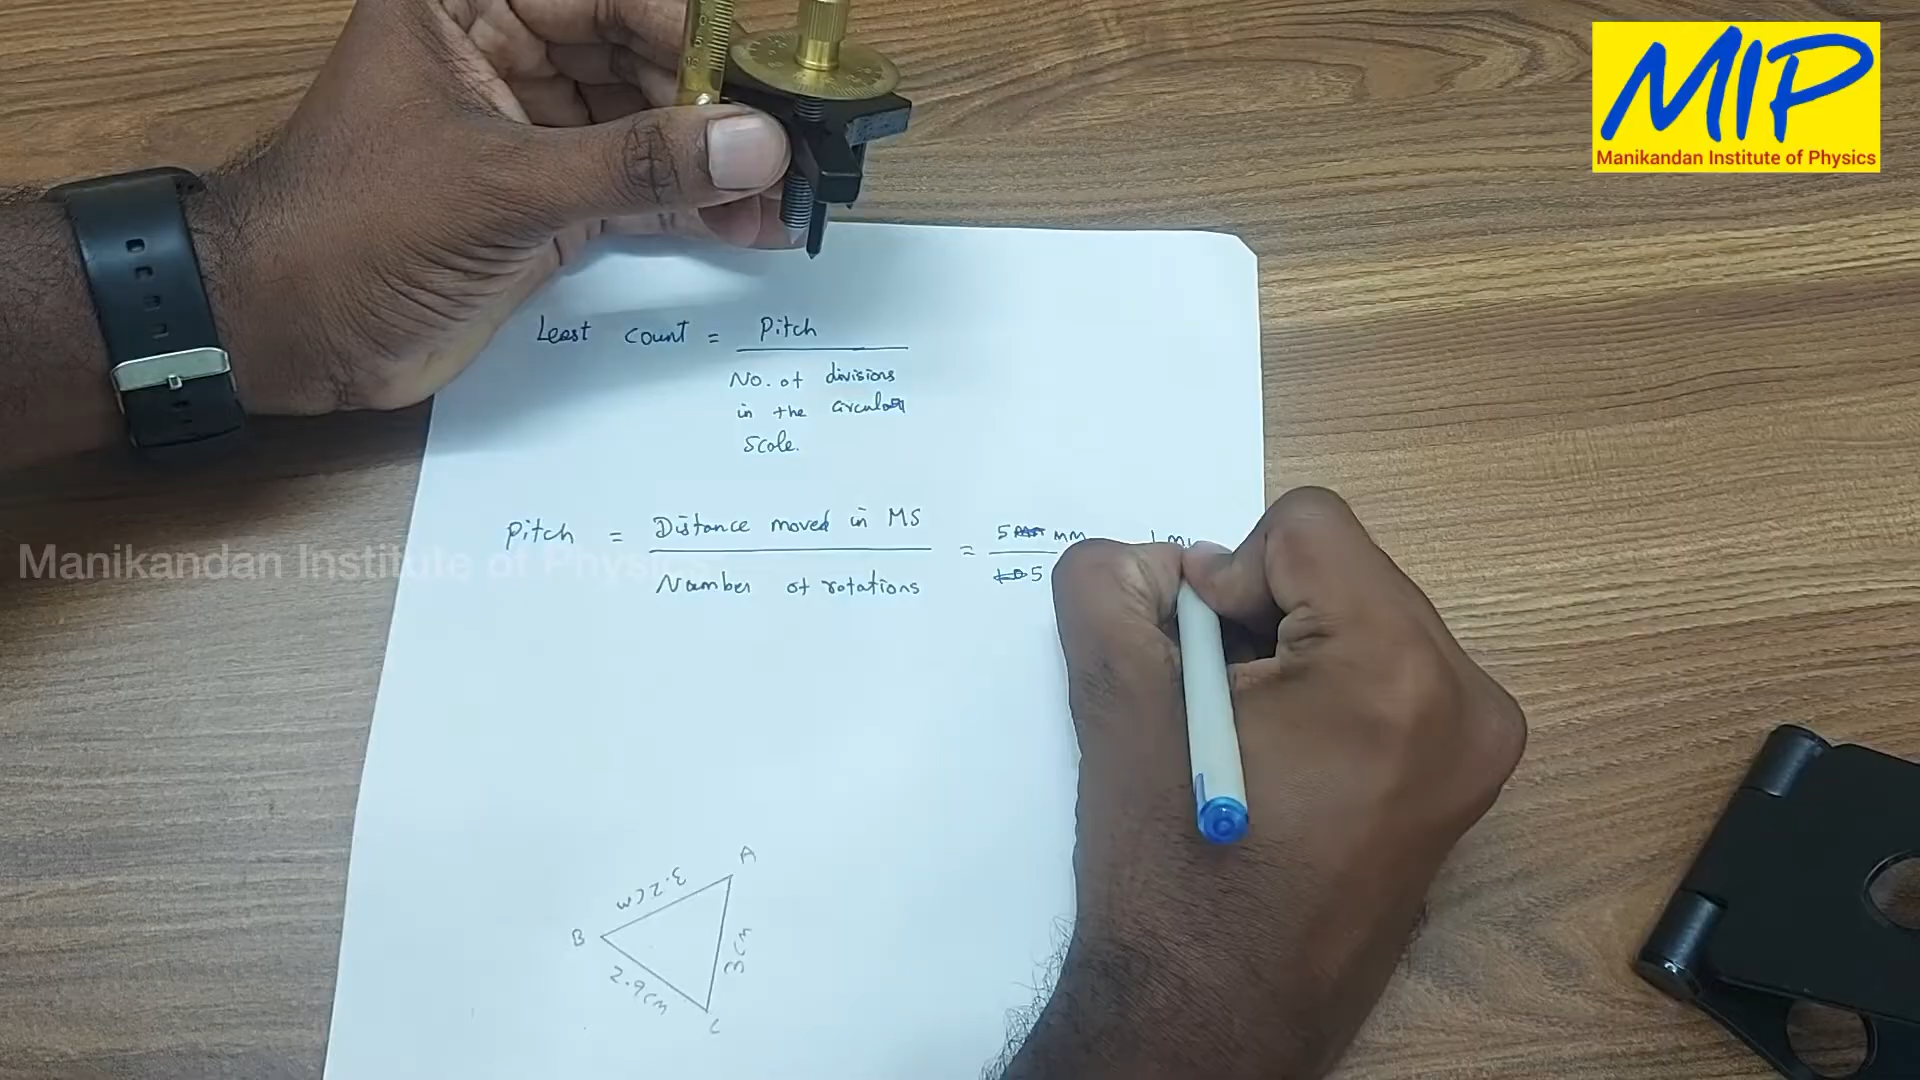 MIP
Manikandan Institute of Physics
Least count = Pitch
No. of divisions
in the circular
Scale.
Pitch = Distance moved in MS = 5 MM 1 m
Number of rotations 5
Manikandan Institute of Physics
A
3.2cm
B
3cm
2.9cm
C